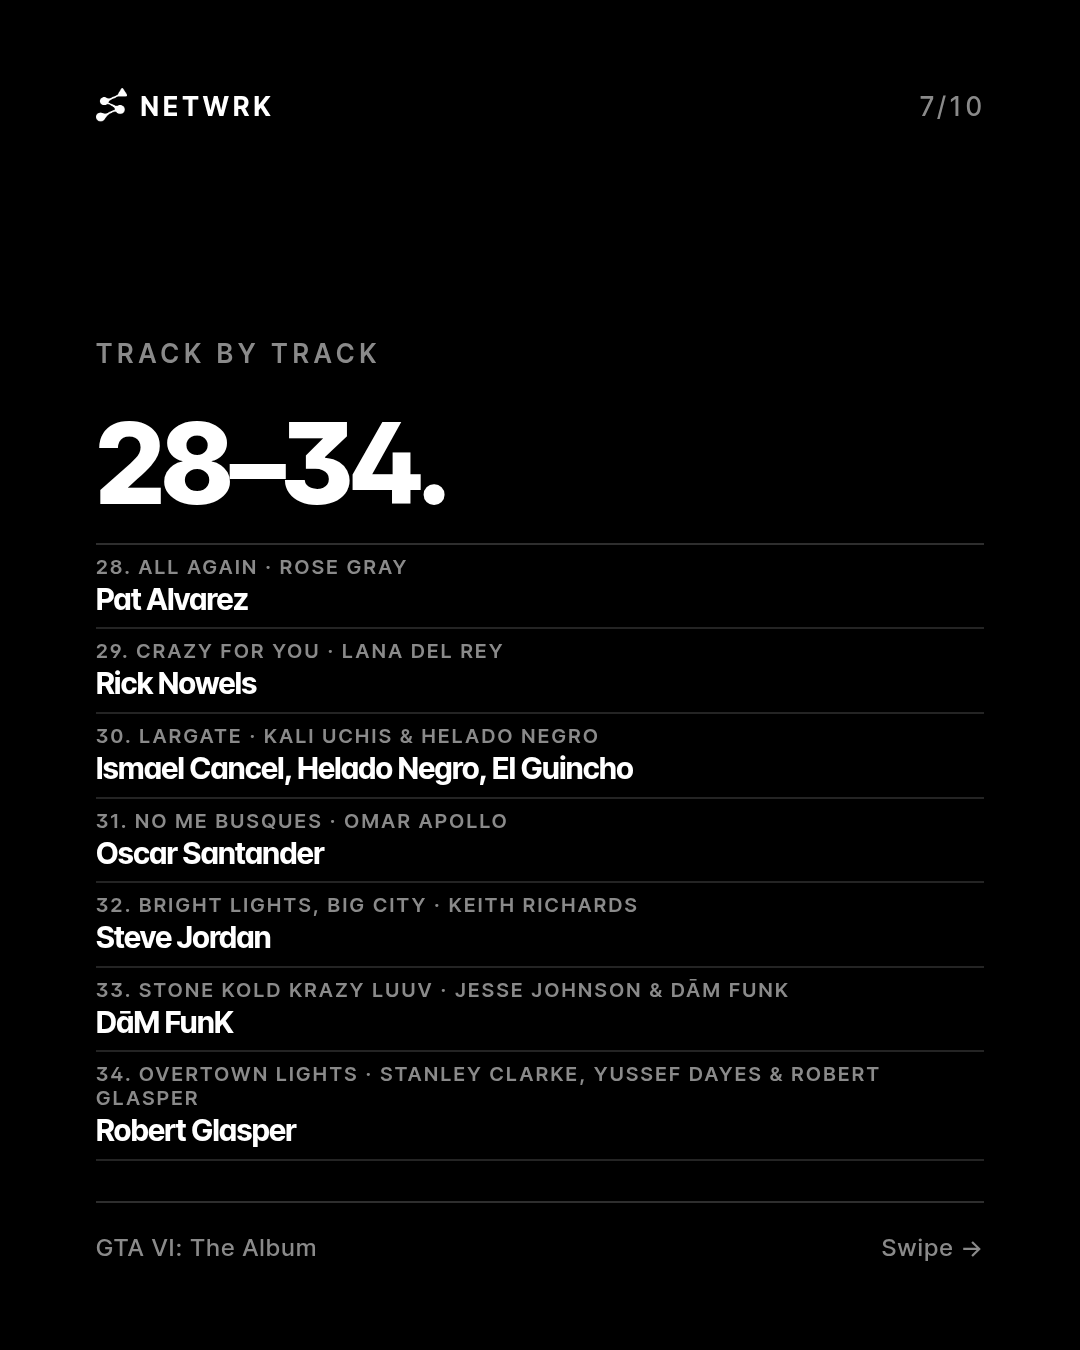 NETWRK
7/10
TRACK BY TRACK
28–34.
28. ALL AGAIN · ROSE GRAY
Pat Alvarez
29. CRAZY FOR YOU · LANA DEL REY
Rick Nowels
30. LARGATE · KALI UCHIS & HELADO NEGRO
Ismael Cancel, Helado Negro, El Guincho
31. NO ME BUSQUES · OMAR APOLLO
Oscar Santander
32. BRIGHT LIGHTS, BIG CITY · KEITH RICHARDS
Steve Jordan
33. STONE KOLD KRAZY LUUV · JESSE JOHNSON & DĀM FUNK
DāM FunK
34. OVERTOWN LIGHTS · STANLEY CLARKE, YUSSEF DAYES & ROBERT
GLASPER
Robert Glasper
GTA VI: The Album
Swipe →